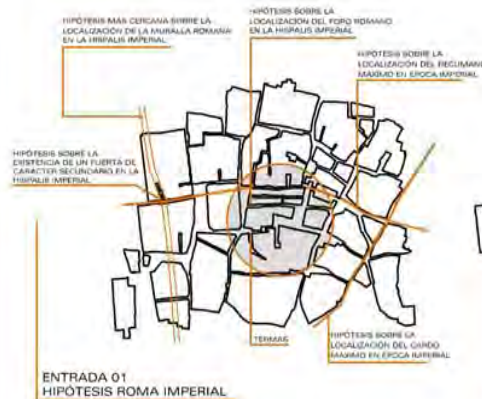 HIPÓTESIS MÁS CERCANA SOBRE LA
LOCALIZACIÓN DE LA MURALLA ROMANA
EN LA HISPALIS IMPERIAL
HIPÓTESIS SOBRE LA
LOCALIZACIÓN DEL FORO ROMANO
EN LA HISPALIS IMPERIAL
HIPÓTESIS SOBRE LA
LOCALIZACIÓN DEL DECUMANO
MÁXIMO EN ÉPOCA IMPERIAL
HIPÓTESIS SOBRE LA
EXISTENCIA DE UN PUERTA DE
CARÁCTER SECUNDARIO EN LA
HISPALIS IMPERIAL
TERMAS
HIPÓTESIS SOBRE LA
LOCALIZACIÓN DEL CARDO
MÁXIMO EN ÉPOCA IMPERIAL
ENTRADA 01
HIPÓTESIS ROMA IMPERIAL